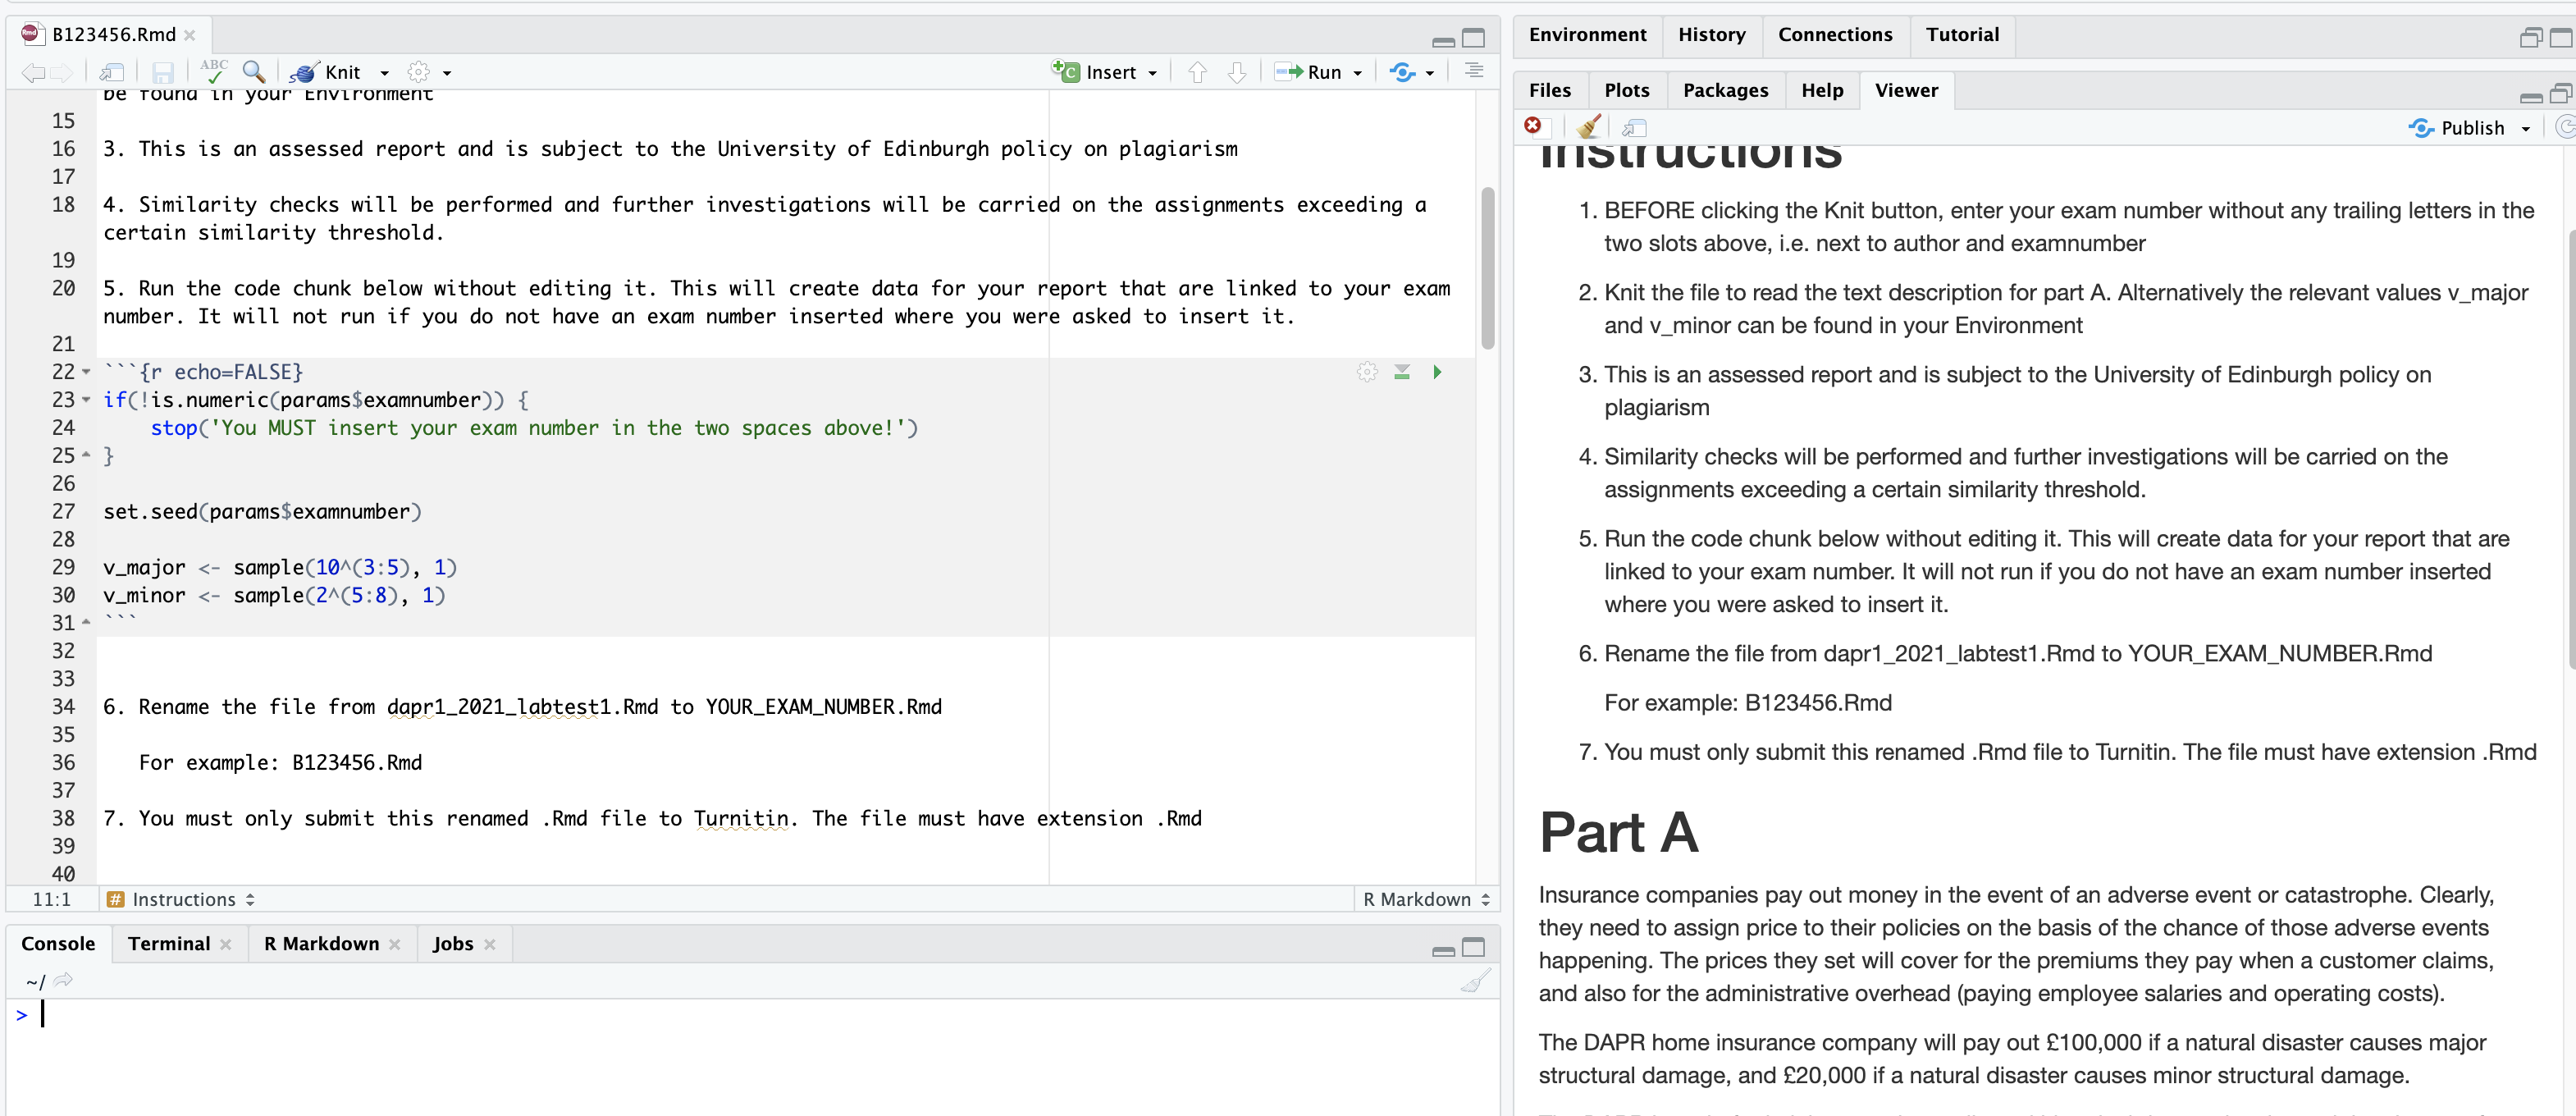 B123456.Rmd
ABC
Knit
Insert
Run
be found in your Environment
15
16 3. This is an assessed report and is subject to the University of Edinburgh policy on plagiarism
17
18 4. Similarity checks will be performed and further investigations will be carried on the assignments exceeding a
certain similarity threshold.
19
20 5. Run the code chunk below without editing it. This will create data for your report that are linked to your exam
number. It will not run if you do not have an exam number inserted where you were asked to insert it.
21
22 ```{r echo=FALSE}
23 if(!is.numeric(params$examnumber)) {
24     stop('You MUST insert your exam number in the two spaces above!')
25 }
26
27 set.seed(params$examnumber)
28
29 v_major <- sample(10^(3:5), 1)
30 v_minor <- sample(2^(5:8), 1)
31 ```
32
33
34 6. Rename the file from dapr1_2021_labtest1.Rmd to YOUR_EXAM_NUMBER.Rmd
35
36    For example: B123456.Rmd
37
38 7. You must only submit this renamed .Rmd file to Turnitin. The file must have extension .Rmd
39
40
11:1 # Instructions R Markdown
Console Terminal R Markdown Jobs
~/
>
Environment History Connections Tutorial
Files Plots Packages Help Viewer
Publish
Instructions
1. BEFORE clicking the Knit button, enter your exam number without any trailing letters in the
two slots above, i.e. next to author and examnumber
2. Knit the file to read the text description for part A. Alternatively the relevant values v_major
and v_minor can be found in your Environment
3. This is an assessed report and is subject to the University of Edinburgh policy on
plagiarism
4. Similarity checks will be performed and further investigations will be carried on the
assignments exceeding a certain similarity threshold.
5. Run the code chunk below without editing it. This will create data for your report that are
linked to your exam number. It will not run if you do not have an exam number inserted
where you were asked to insert it.
6. Rename the file from dapr1_2021_labtest1.Rmd to YOUR_EXAM_NUMBER.Rmd
For example: B123456.Rmd
7. You must only submit this renamed .Rmd file to Turnitin. The file must have extension .Rmd
Part A
Insurance companies pay out money in the event of an adverse event or catastrophe. Clearly,
they need to assign price to their policies on the basis of the chance of those adverse events
happening. The prices they set will cover for the premiums they pay when a customer claims,
and also for the administrative overhead (paying employee salaries and operating costs).
The DAPR home insurance company will pay out £100,000 if a natural disaster causes major
structural damage, and £20,000 if a natural disaster causes minor structural damage.